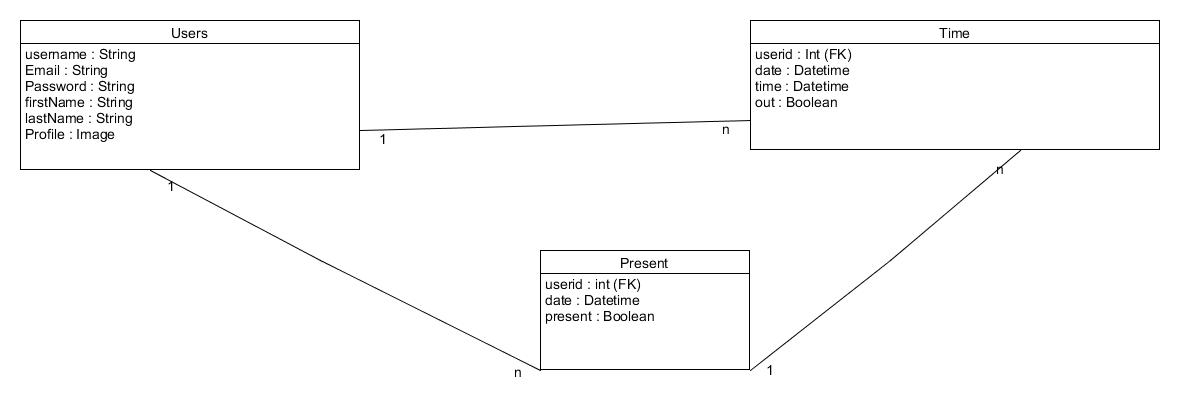 Users
username : String
Email : String
Password : String
firstName : String
lastName : String
Profile : Image
Time
userid : Int (FK)
date : Datetime
time : Datetime
out : Boolean
1
n
1
n
Present
userid : int (FK)
date : Datetime
present : Boolean
n
1